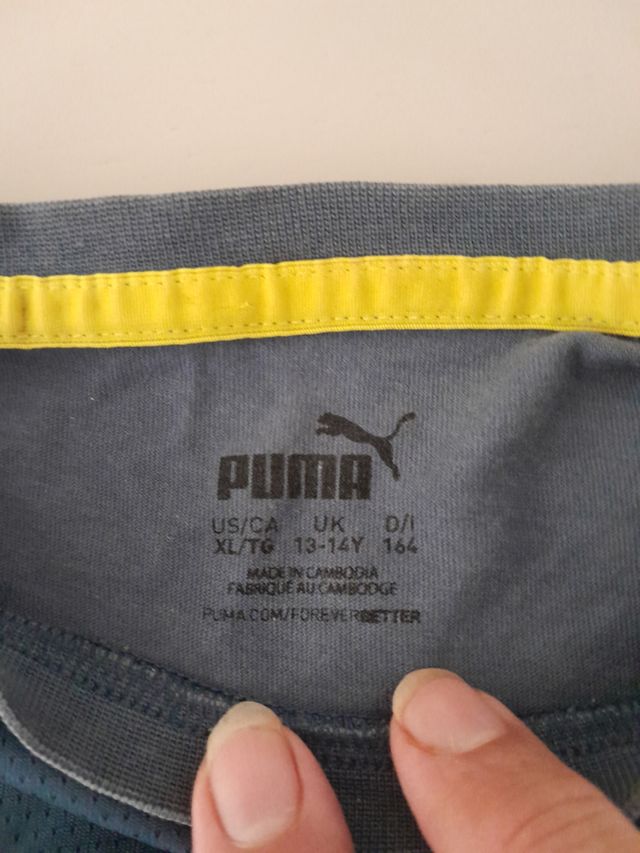 PUMA
US/CA UK D/I
XL/TG 13-14Y 164
MADE IN CAMBODIA
FABRIQUÉ AU CAMBODGE
PUMA.COM/FOREVERBETTER